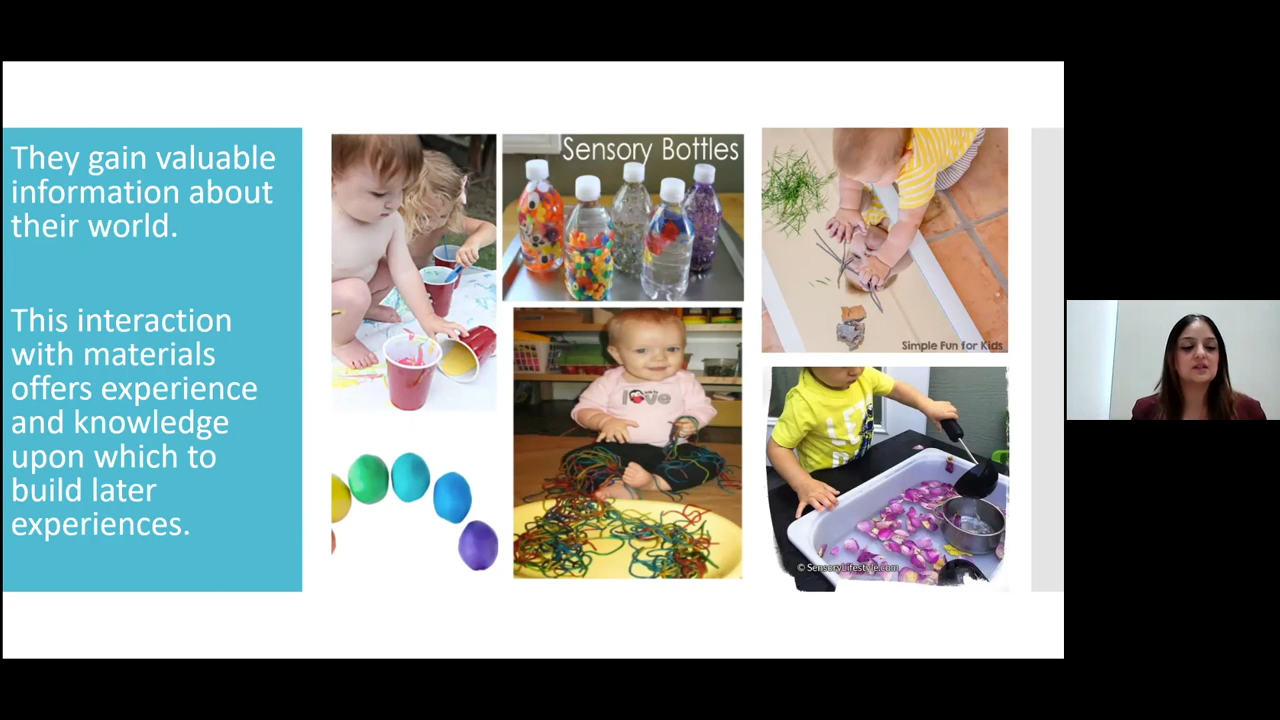 They gain valuable
information about
their world.
This interaction
with materials
offers experience
and knowledge
upon which to
build later
experiences.
Sensory Bottles
Simple Fun for Kids
love
© SensoryLifestyle.com